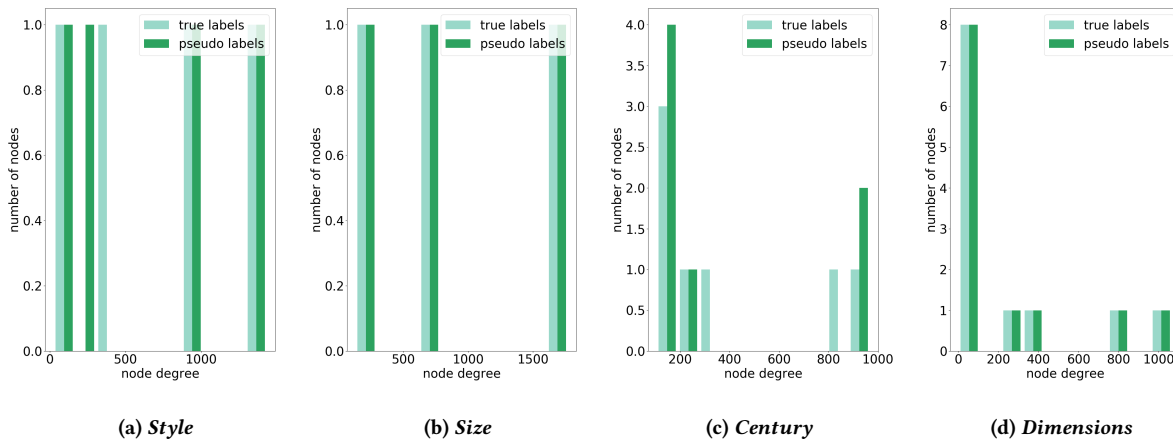 true labels
pseudo labels
1.0
0.8
0.6
0.4
0.2
0.0
number of nodes
0 500 1000
node degree
(a) Style
true labels
pseudo labels
1.0
0.8
0.6
0.4
0.2
0.0
number of nodes
500 1000 1500
node degree
(b) Size
true labels
pseudo labels
4.0
3.5
3.0
2.5
2.0
1.5
1.0
0.5
0.0
number of nodes
200 400 600 800 1000
node degree
(c) Century
true labels
pseudo labels
8
7
6
5
4
3
2
1
0
number of nodes
0 200 400 600 800 1000
node degree
(d) Dimensions